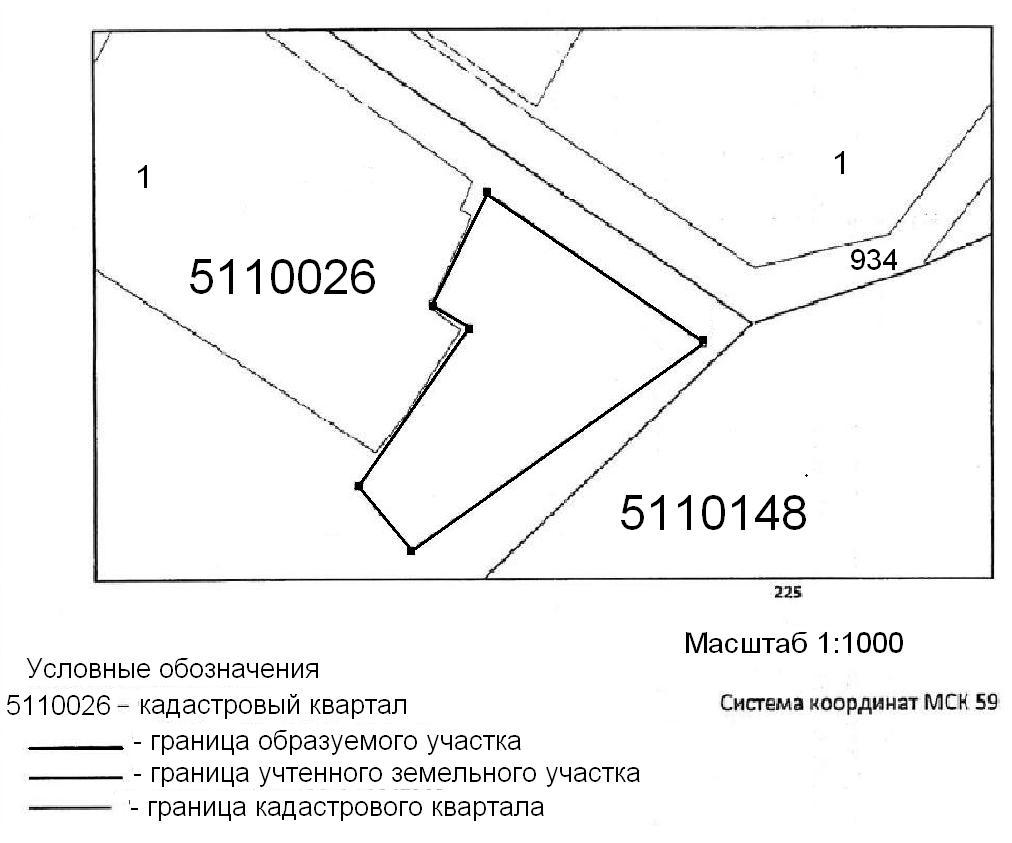 1
1
5110026
934
5110148
225
Масштаб 1:1000
Условные обозначения
5110026 – кадастровый квартал
Система координат МСК 59
- граница образуемого участка
- граница учтенного земельного участка
- граница кадастрового квартала